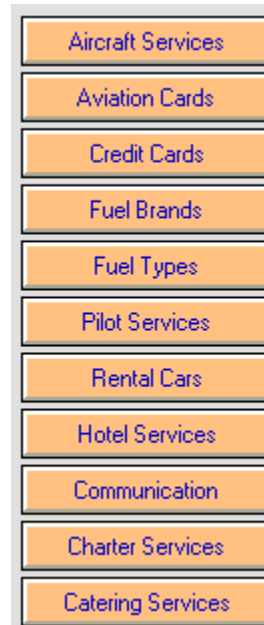 Aircraft Services
Aviation Cards
Credit Cards
Fuel Brands
Fuel Types
Pilot Services
Rental Cars
Hotel Services
Communication
Charter Services
Catering Services